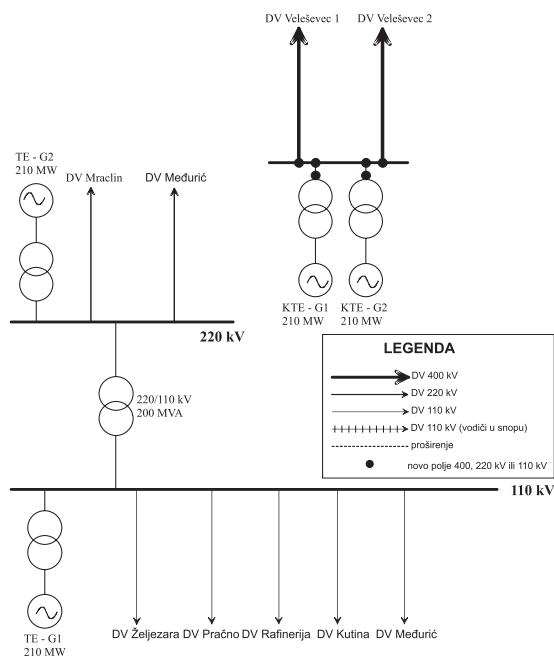 DV Veleševec 1
DV Veleševec 2
TE - G2
210 MW
DV Mraclin
DV Međurić
KTE - G1
210 MW
KTE - G2
210 MW
220 kV
220/110 kV
200 MVA
LEGENDA
DV 400 kV
DV 220 kV
DV 110 kV
DV 110 kV (vodiči u snopu)
proširenje
novo polje 400, 220 kV ili 110 kV
110 kV
TE - G1
210 MW
DV Željezara
DV Pračno
DV Rafinerija
DV Kutina
DV Međurić